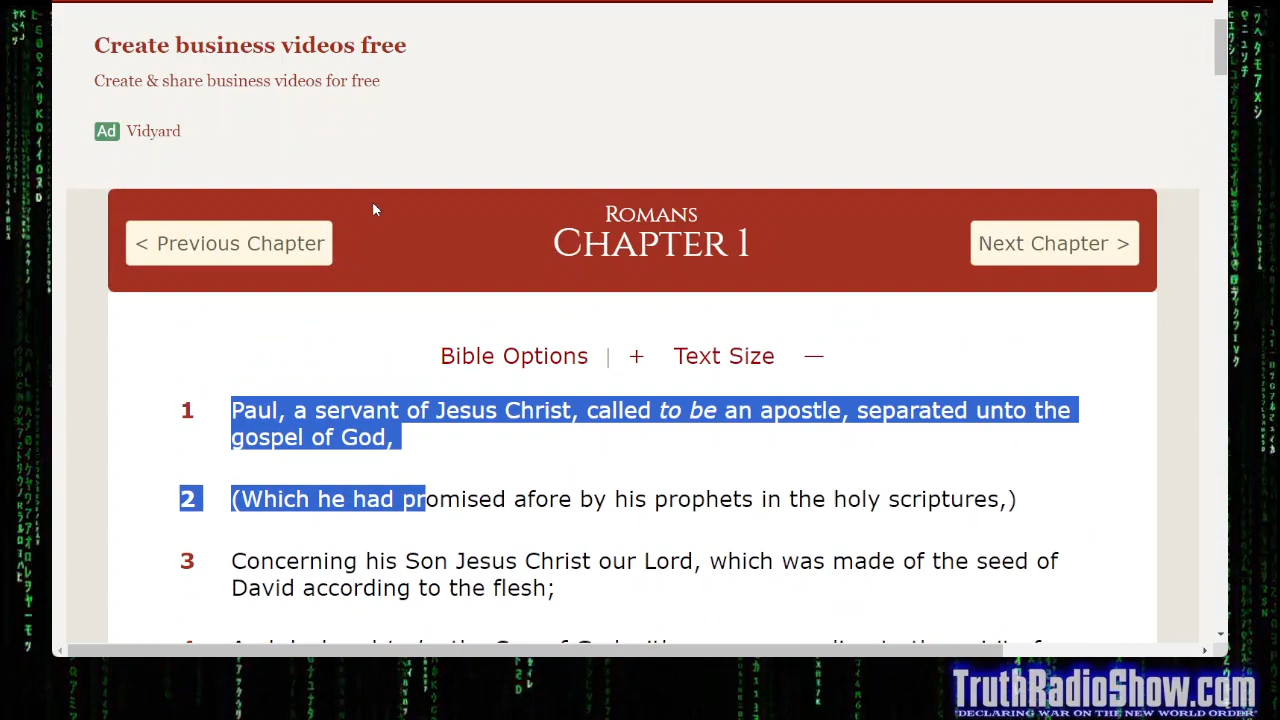 Create business videos free
Create & share business videos for free
Ad Vidyard
< Previous Chapter
Romans
Chapter 1
Next Chapter >
Bible Options | + Text Size —
1 Paul, a servant of Jesus Christ, called to be an apostle, separated unto the
gospel of God,
2 (Which he had promised afore by his prophets in the holy scriptures,)
3 Concerning his Son Jesus Christ our Lord, which was made of the seed of
David according to the flesh;
TruthRadioShow.com
"DECLARING WAR ON THE NEW WORLD ORDER"